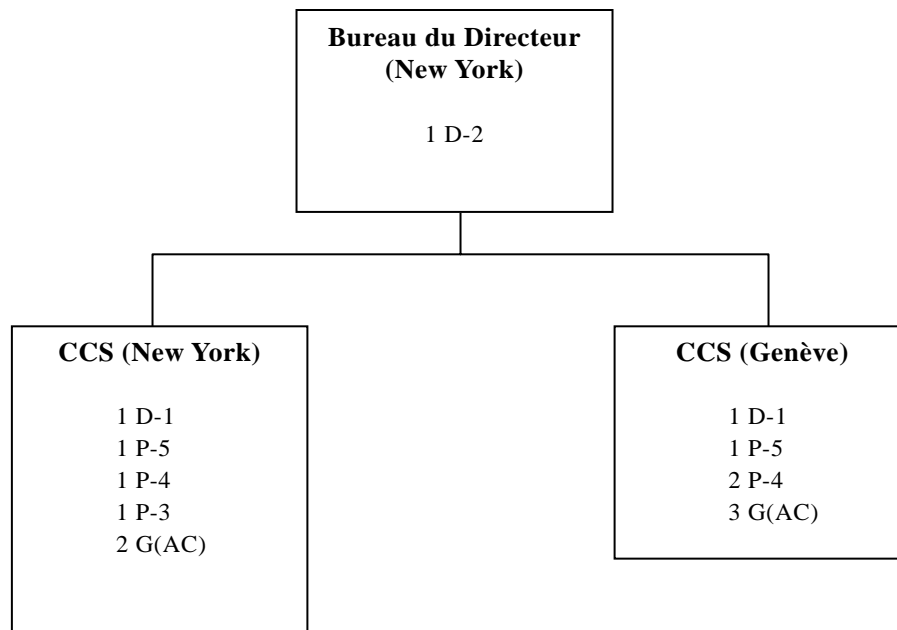 Bureau du Directeur
(New York)
1 D-2
CCS (New York)
1 D-1
1 P-5
1 P-4
1 P-3
2 G(AC)
CCS (Genève)
1 D-1
1 P-5
2 P-4
3 G(AC)